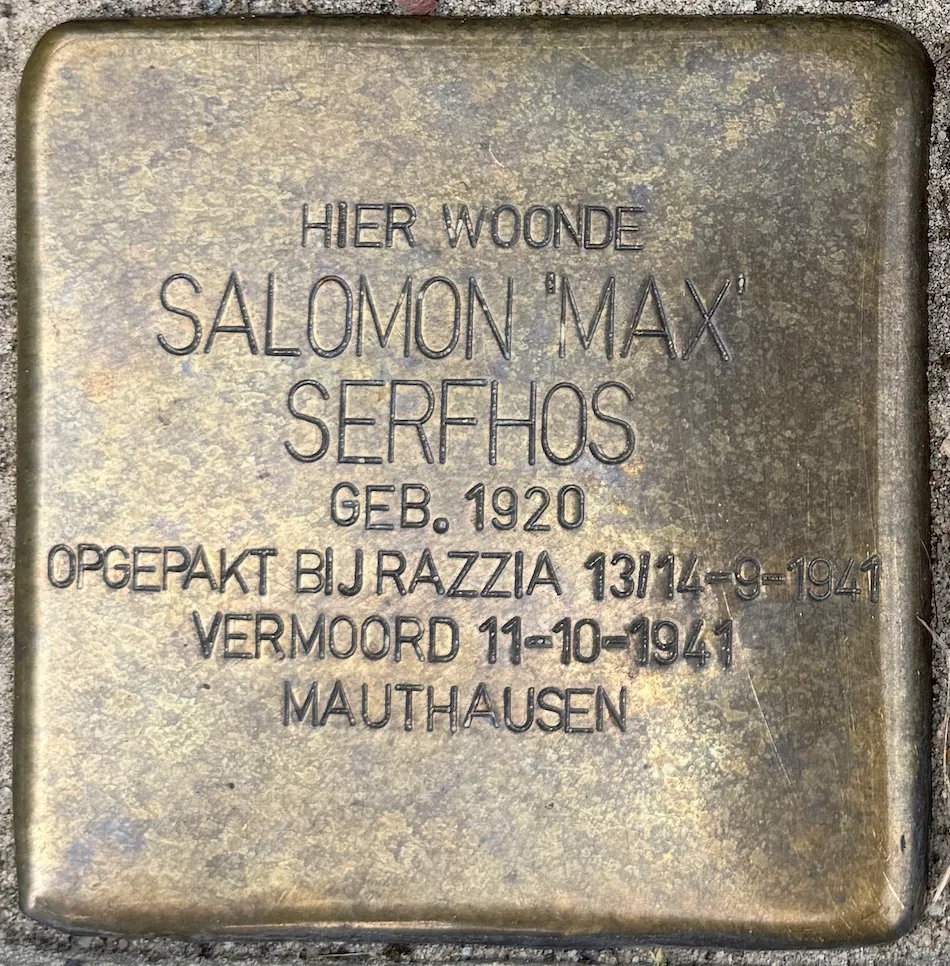 HIER WOONDE
SALOMON 'MAX'
SERFHOS
GEB. 1920
OPGEPAKT BIJ RAZZIA 13/14-9-1941
VERMOORD 11-10-1941
MAUTHAUSEN